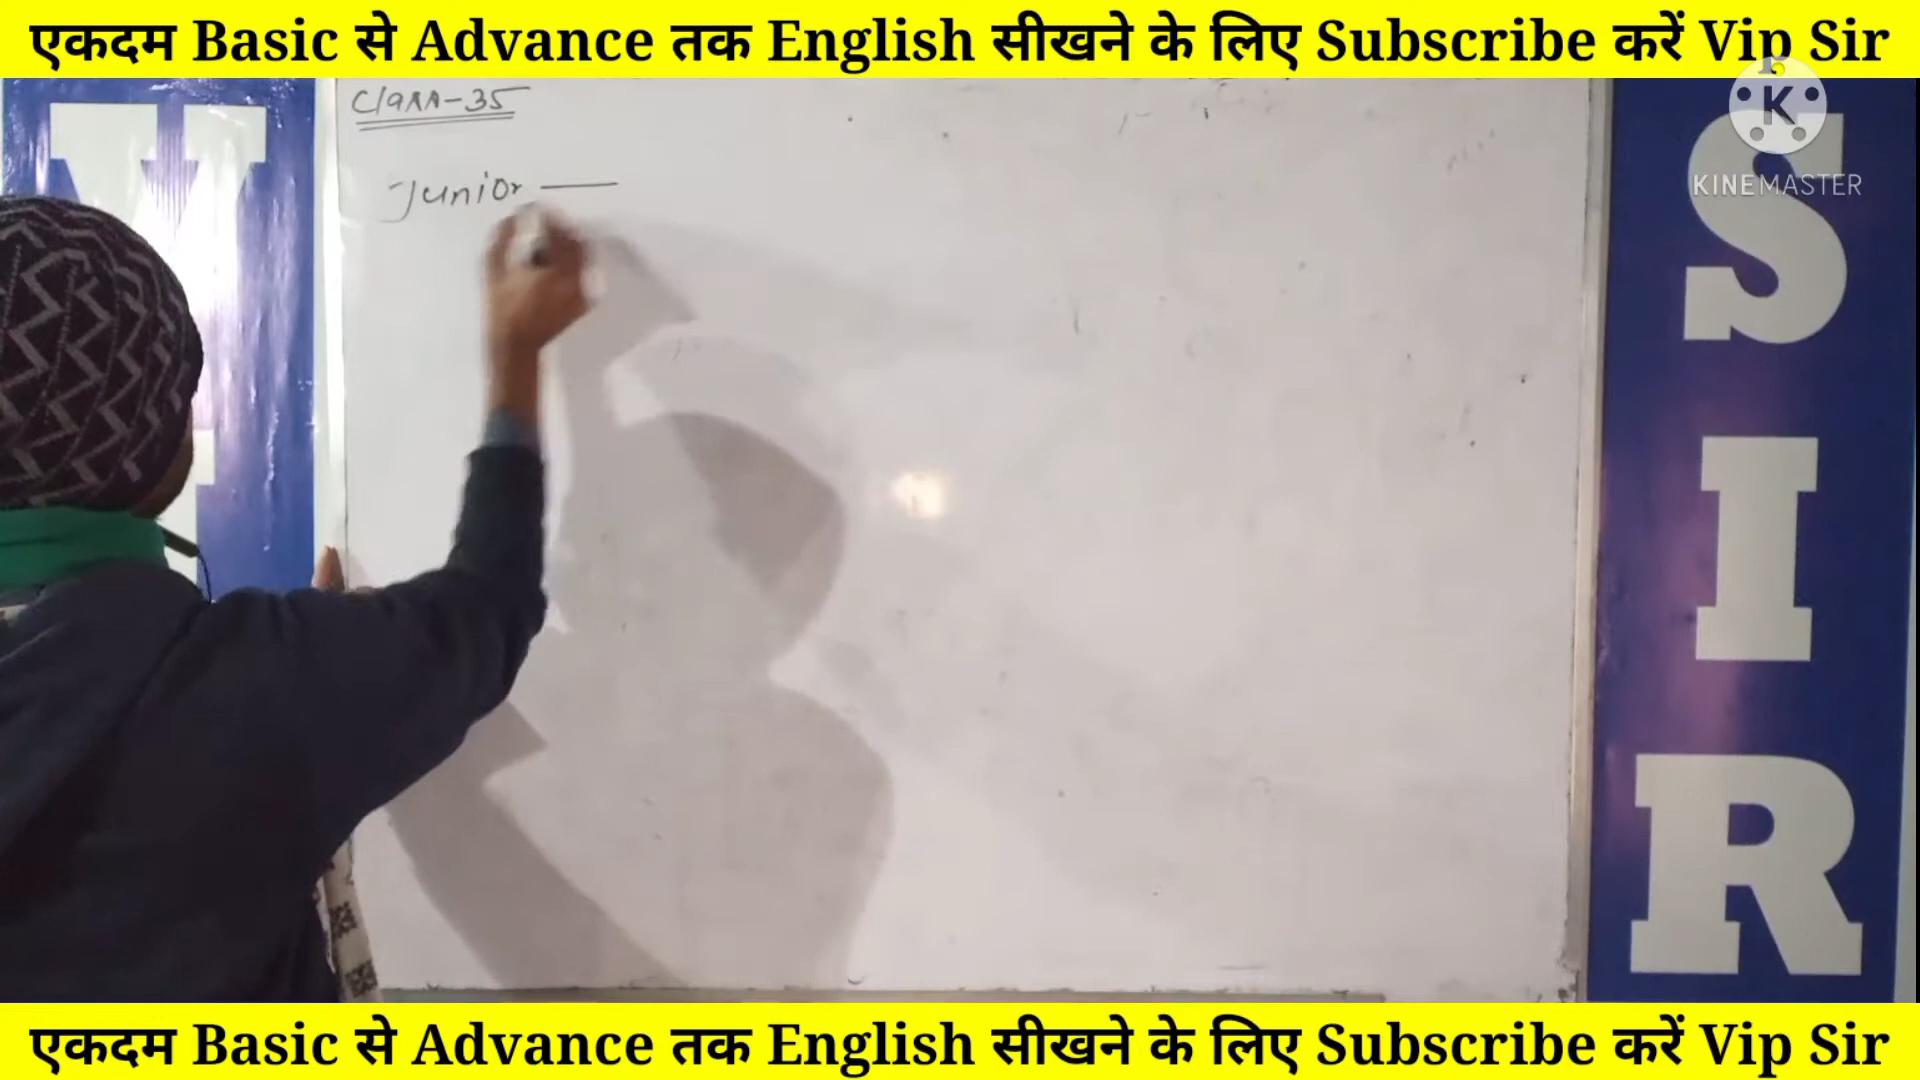 एकदम Basic से Advance तक English सीखने के लिए Subscribe करें Vip Sir
Class-35
Junior —
K
KINEMASTER
V
S
I
R
एकदम Basic से Advance तक English सीखने के लिए Subscribe करें Vip Sir